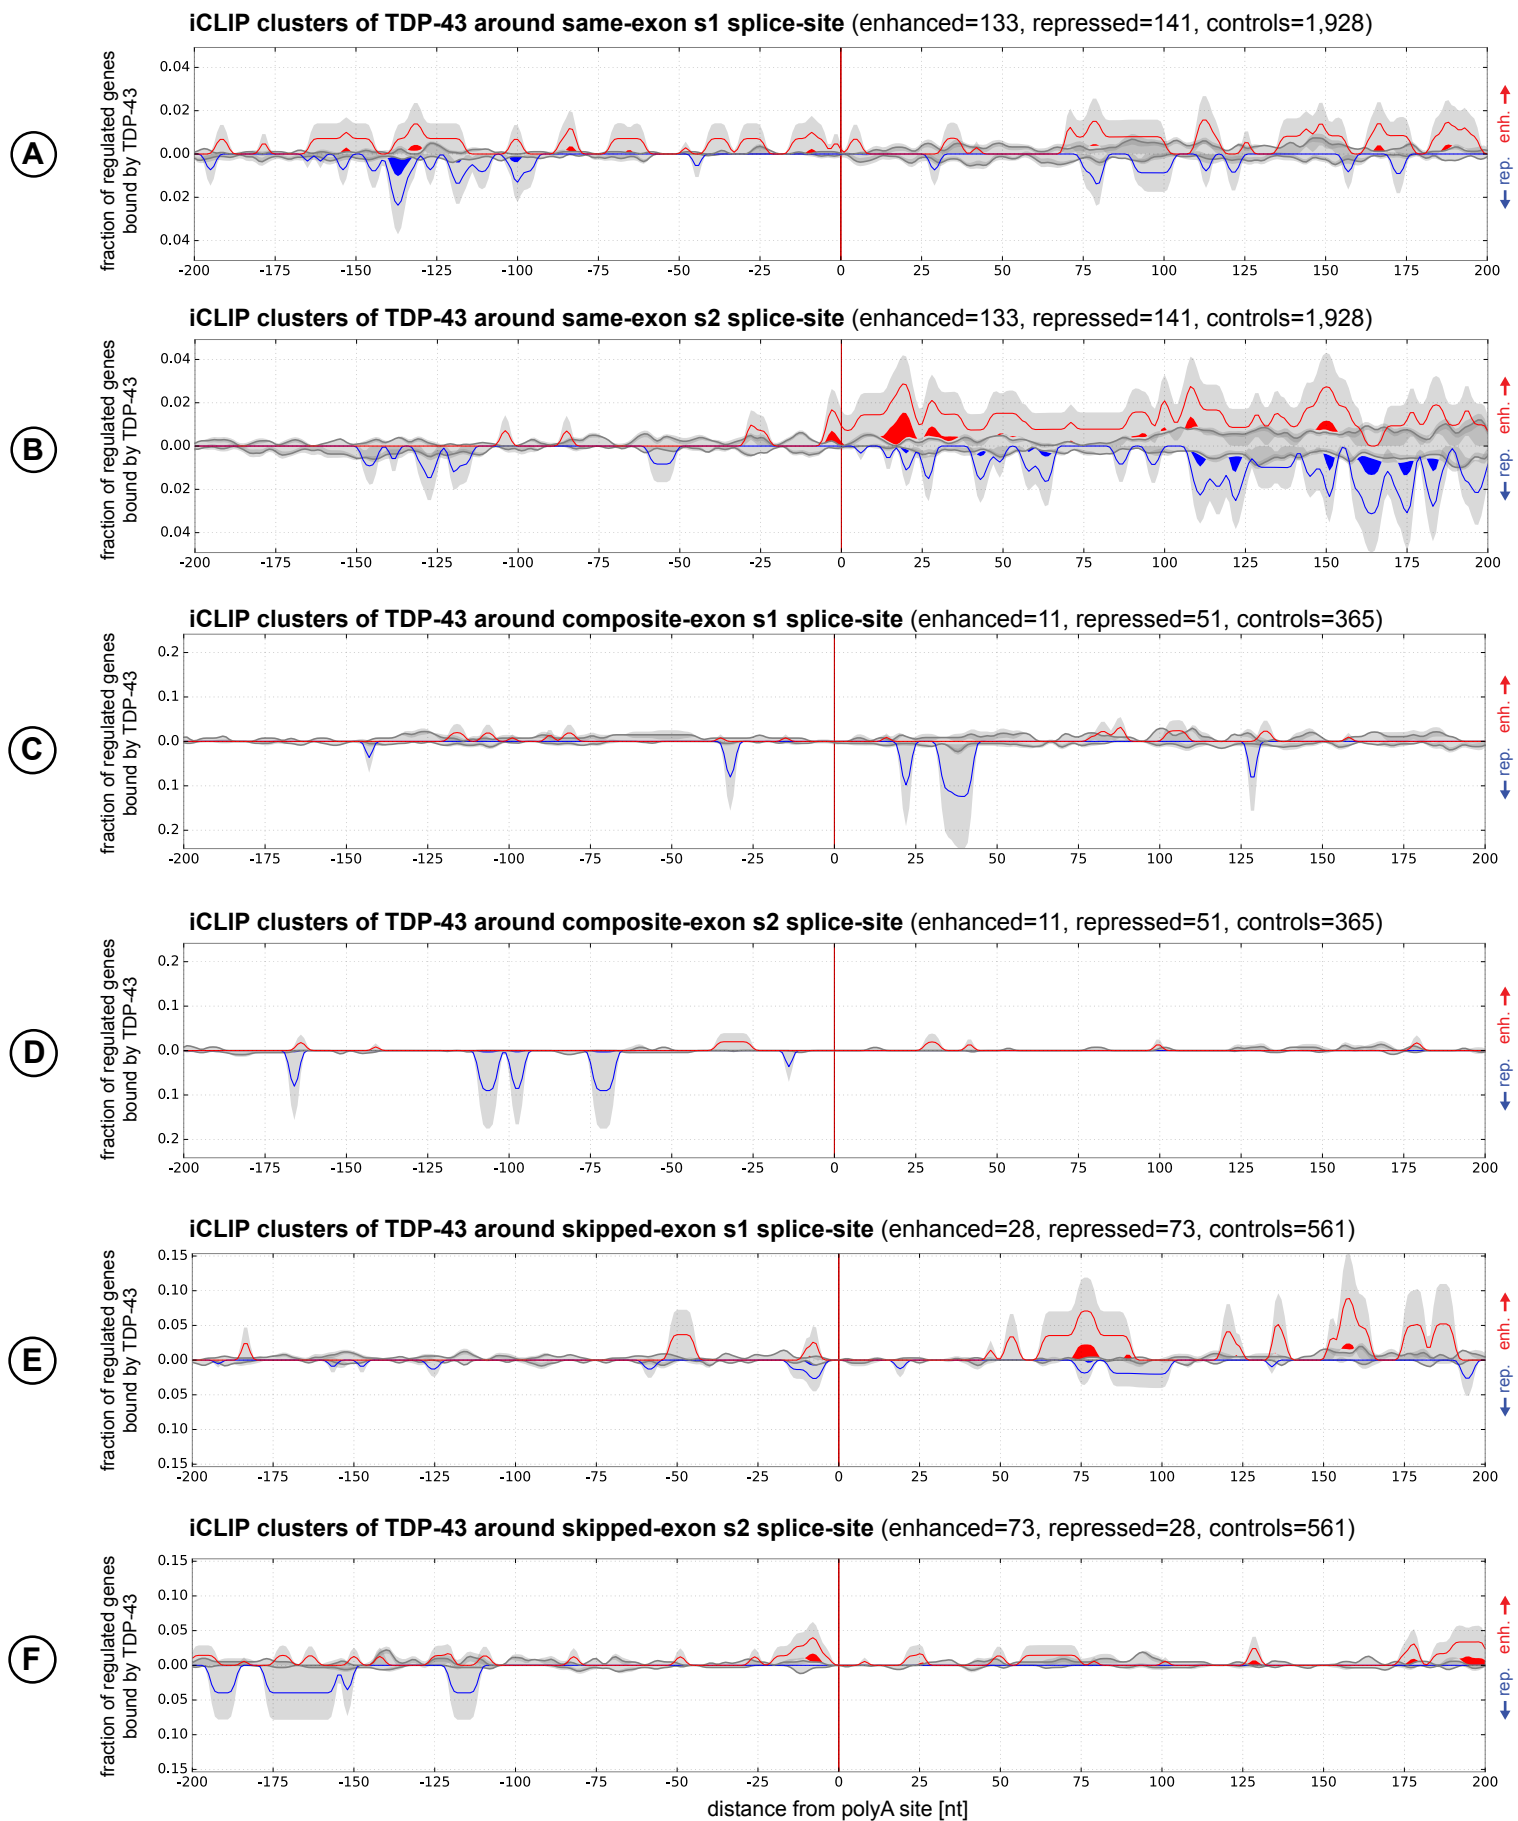 iCLIP clusters of TDP-43 around same-exon s1 splice-site (enhanced=133, repressed=141, controls=1,928)
A
fraction of regulated genes
bound by TDP-43
0.04
0.02
0.00
0.02
0.04
-200 -175 -150 -125 -100 -75 -50 -25 0 25 50 75 100 125 150 175 200
← rep. enh. →
iCLIP clusters of TDP-43 around same-exon s2 splice-site (enhanced=133, repressed=141, controls=1,928)
B
fraction of regulated genes
bound by TDP-43
0.04
0.02
0.00
0.02
0.04
-200 -175 -150 -125 -100 -75 -50 -25 0 25 50 75 100 125 150 175 200
← rep. enh. →
iCLIP clusters of TDP-43 around composite-exon s1 splice-site (enhanced=11, repressed=51, controls=365)
C
fraction of regulated genes
bound by TDP-43
0.2
0.1
0.0
0.1
0.2
-200 -175 -150 -125 -100 -75 -50 -25 0 25 50 75 100 125 150 175 200
← rep. enh. →
iCLIP clusters of TDP-43 around composite-exon s2 splice-site (enhanced=11, repressed=51, controls=365)
D
fraction of regulated genes
bound by TDP-43
0.2
0.1
0.0
0.1
0.2
-200 -175 -150 -125 -100 -75 -50 -25 0 25 50 75 100 125 150 175 200
← rep. enh. →
iCLIP clusters of TDP-43 around skipped-exon s1 splice-site (enhanced=28, repressed=73, controls=561)
E
fraction of regulated genes
bound by TDP-43
0.15
0.10
0.05
0.00
0.05
0.10
0.15
-200 -175 -150 -125 -100 -75 -50 -25 0 25 50 75 100 125 150 175 200
← rep. enh. →
iCLIP clusters of TDP-43 around skipped-exon s2 splice-site (enhanced=73, repressed=28, controls=561)
F
fraction of regulated genes
bound by TDP-43
0.15
0.10
0.05
0.00
0.05
0.10
0.15
-200 -175 -150 -125 -100 -75 -50 -25 0 25 50 75 100 125 150 175 200
← rep. enh. →
distance from polyA site [nt]